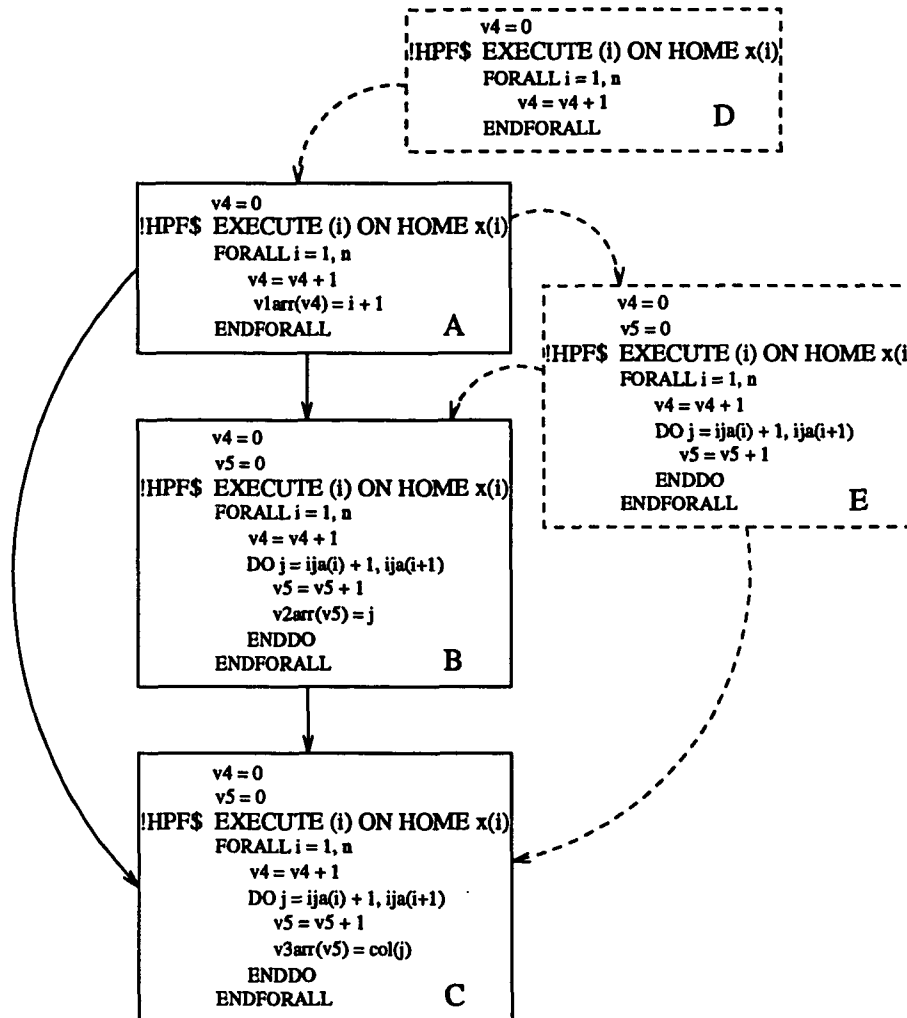 v4 = 0
!HPF$ EXECUTE (i) ON HOME x(i)
FORALL i = 1, n
v4 = v4 + 1
ENDFORALL
D
v4 = 0
!HPF$ EXECUTE (i) ON HOME x(i)
FORALL i = 1, n
v4 = v4 + 1
v1arr(v4) = i + 1
ENDFORALL
A
v4 = 0
v5 = 0
!HPF$ EXECUTE (i) ON HOME x(i
FORALL i = 1, n
v4 = v4 + 1
DO j = ija(i) + 1, ija(i+1)
v5 = v5 + 1
ENDDO
ENDFORALL
E
v4 = 0
v5 = 0
!HPF$ EXECUTE (i) ON HOME x(i)
FORALL i = 1, n
v4 = v4 + 1
DO j = ija(i) + 1, ija(i+1)
v5 = v5 + 1
v2arr(v5) = j
ENDDO
ENDFORALL
B
v4 = 0
v5 = 0
!HPF$ EXECUTE (i) ON HOME x(i)
FORALL i = 1, n
v4 = v4 + 1
DO j = ija(i) + 1, ija(i+1)
v5 = v5 + 1
v3arr(v5) = col(j)
ENDDO
ENDFORALL
C